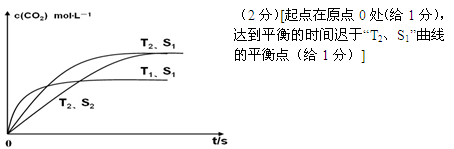 c(CO₂) mol·L⁻¹
T₂、S₁
T₁、S₁
T₂、S₂
0
t/s
（2分）[起点在原点 0 处(给 1 分)，
达到平衡的时间迟于“T₂、S₁”曲线
的平衡点（给 1 分）]